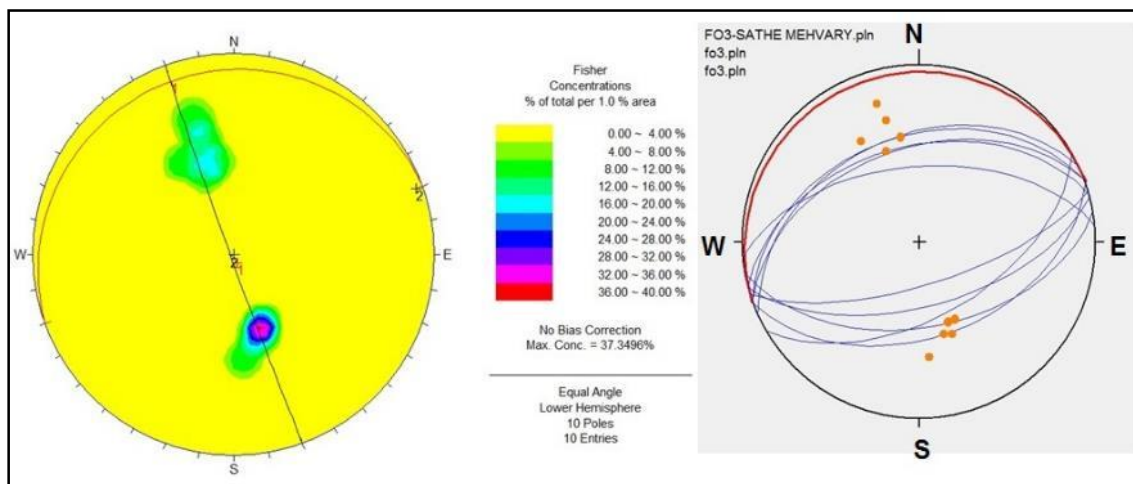 N
W
E
S
1
2
2
1
Fisher
Concentrations
% of total per 1.0 % area
0.00 ~ 4.00 %
4.00 ~ 8.00 %
8.00 ~ 12.00 %
12.00 ~ 16.00 %
16.00 ~ 20.00 %
20.00 ~ 24.00 %
24.00 ~ 28.00 %
28.00 ~ 32.00 %
32.00 ~ 36.00 %
36.00 ~ 40.00 %
No Bias Correction
Max. Conc. = 37.3496%
Equal Angle
Lower Hemisphere
10 Poles
10 Entries
FO3-SATHE MEHVARY.pln
fo3.pln
fo3.pln
N
W
E
S